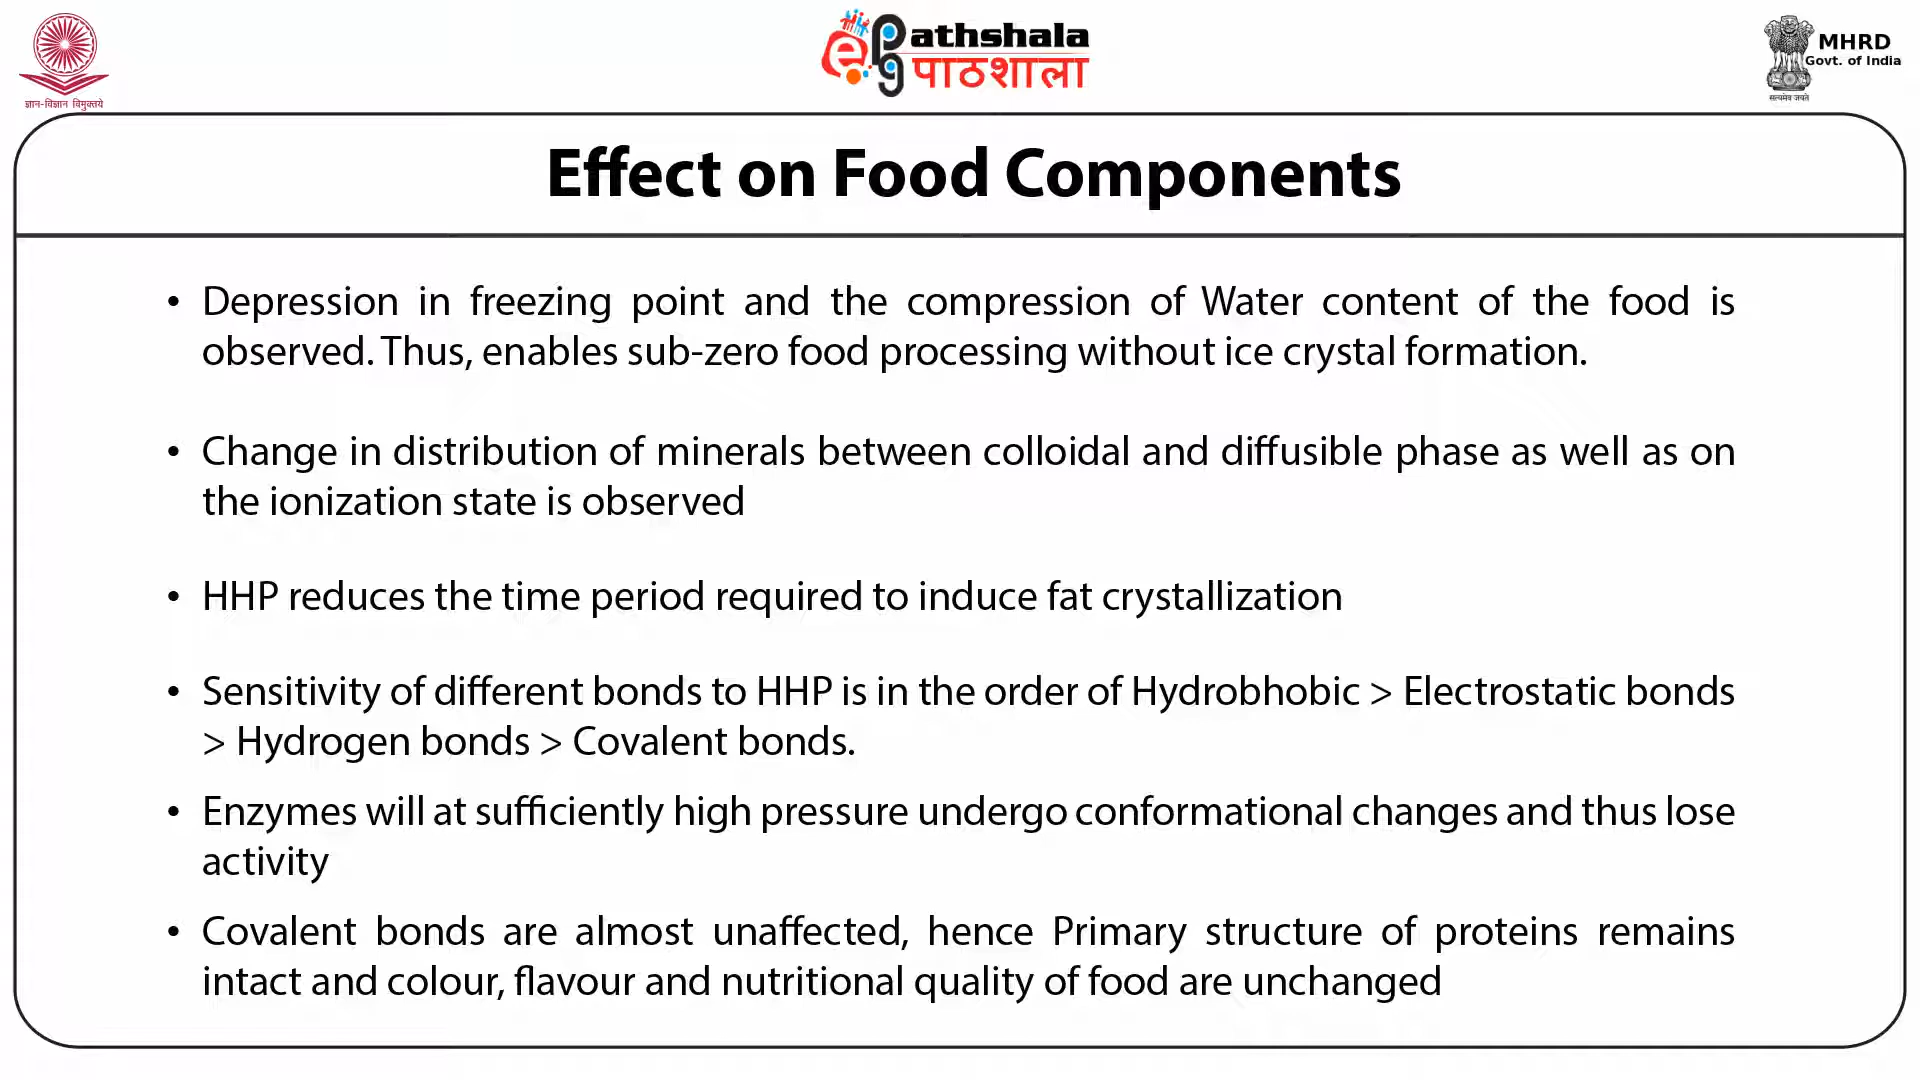 ज्ञान-विज्ञान विमुक्तये
ePathshala
पाठशाला
MHRD
Govt. of India
सत्यमेव जयते
Effect on Food Components
• Depression in freezing point and the compression of Water content of the food is
observed. Thus, enables sub-zero food processing without ice crystal formation.
• Change in distribution of minerals between colloidal and diffusible phase as well as on
the ionization state is observed
• HHP reduces the time period required to induce fat crystallization
• Sensitivity of different bonds to HHP is in the order of Hydrobhobic > Electrostatic bonds
> Hydrogen bonds > Covalent bonds.
• Enzymes will at sufficiently high pressure undergo conformational changes and thus lose
activity
• Covalent bonds are almost unaffected, hence Primary structure of proteins remains
intact and colour, flavour and nutritional quality of food are unchanged